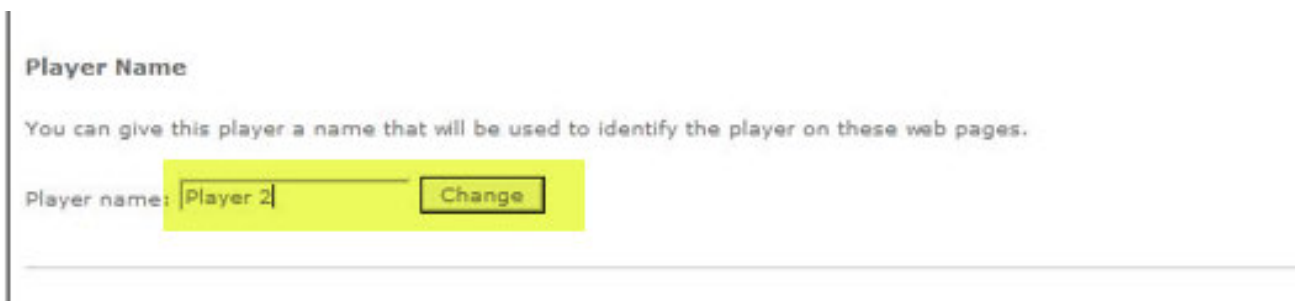 Player Name
You can give this player a name that will be used to identify the player on these web pages.
Player name: Player 2 Change